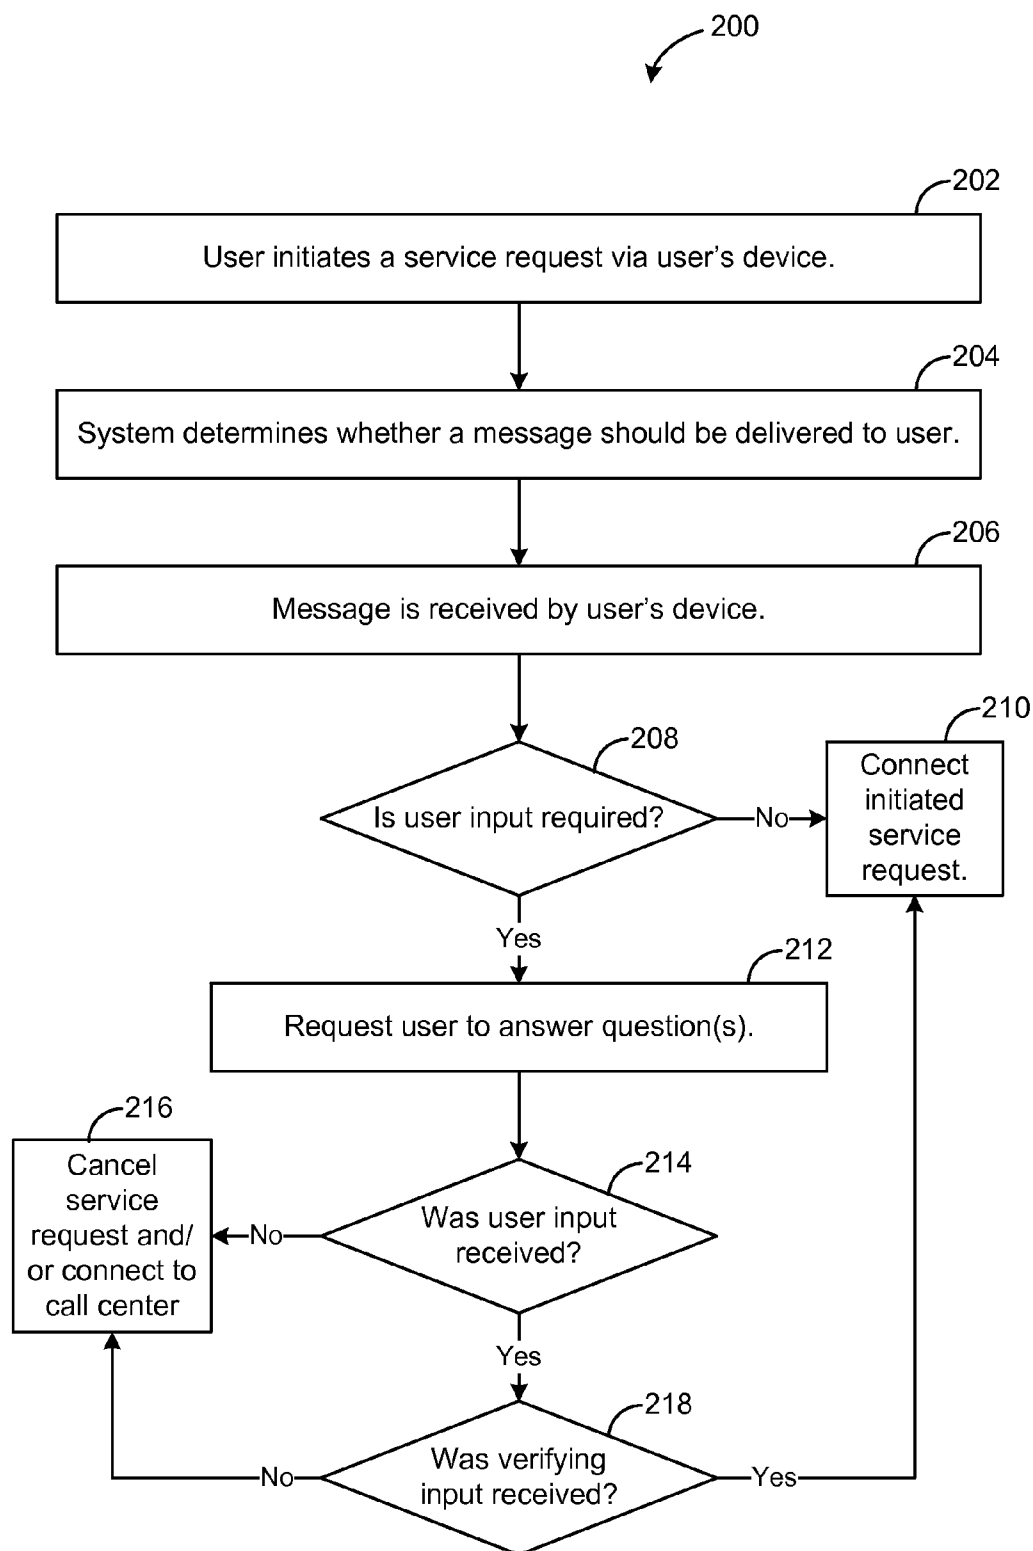 200
202
User initiates a service request via user's device.
204
System determines whether a message should be delivered to user.
206
Message is received by user's device.
208
Is user input required?
No
210
Connect
initiated
service
request.
Yes
212
Request user to answer question(s).
214
Was user input
received?
No
216
Cancel
service
request and/
or connect to
call center
Yes
218
Was verifying
input received?
No
Yes